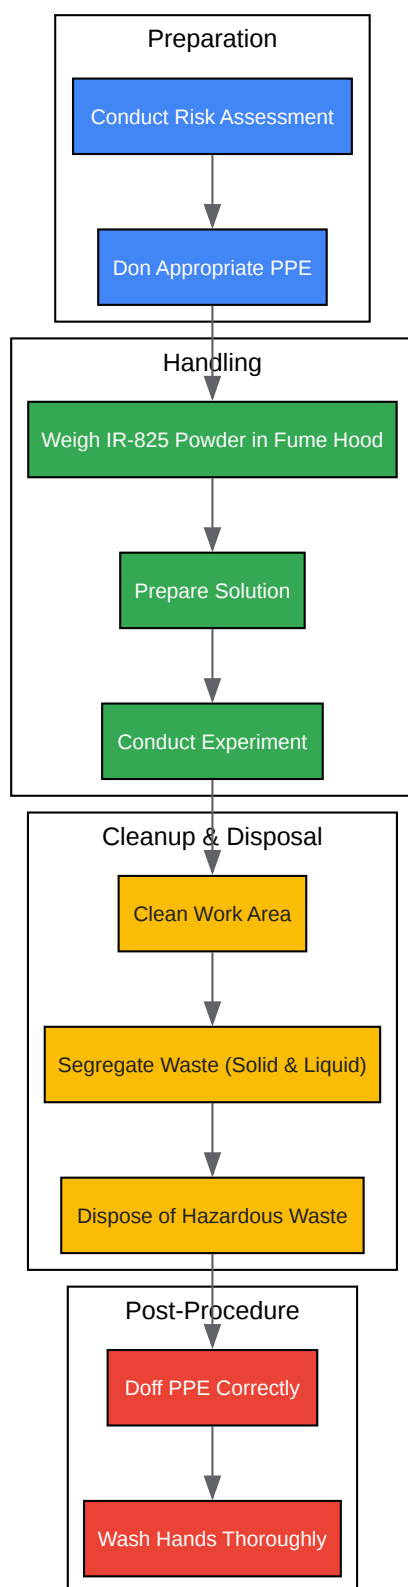 Preparation
Conduct Risk Assessment
Don Appropriate PPE
Handling
Weigh IR-825 Powder in Fume Hood
Prepare Solution
Conduct Experiment
Cleanup & Disposal
Clean Work Area
Segregate Waste (Solid & Liquid)
Dispose of Hazardous Waste
Post-Procedure
Doff PPE Correctly
Wash Hands Thoroughly